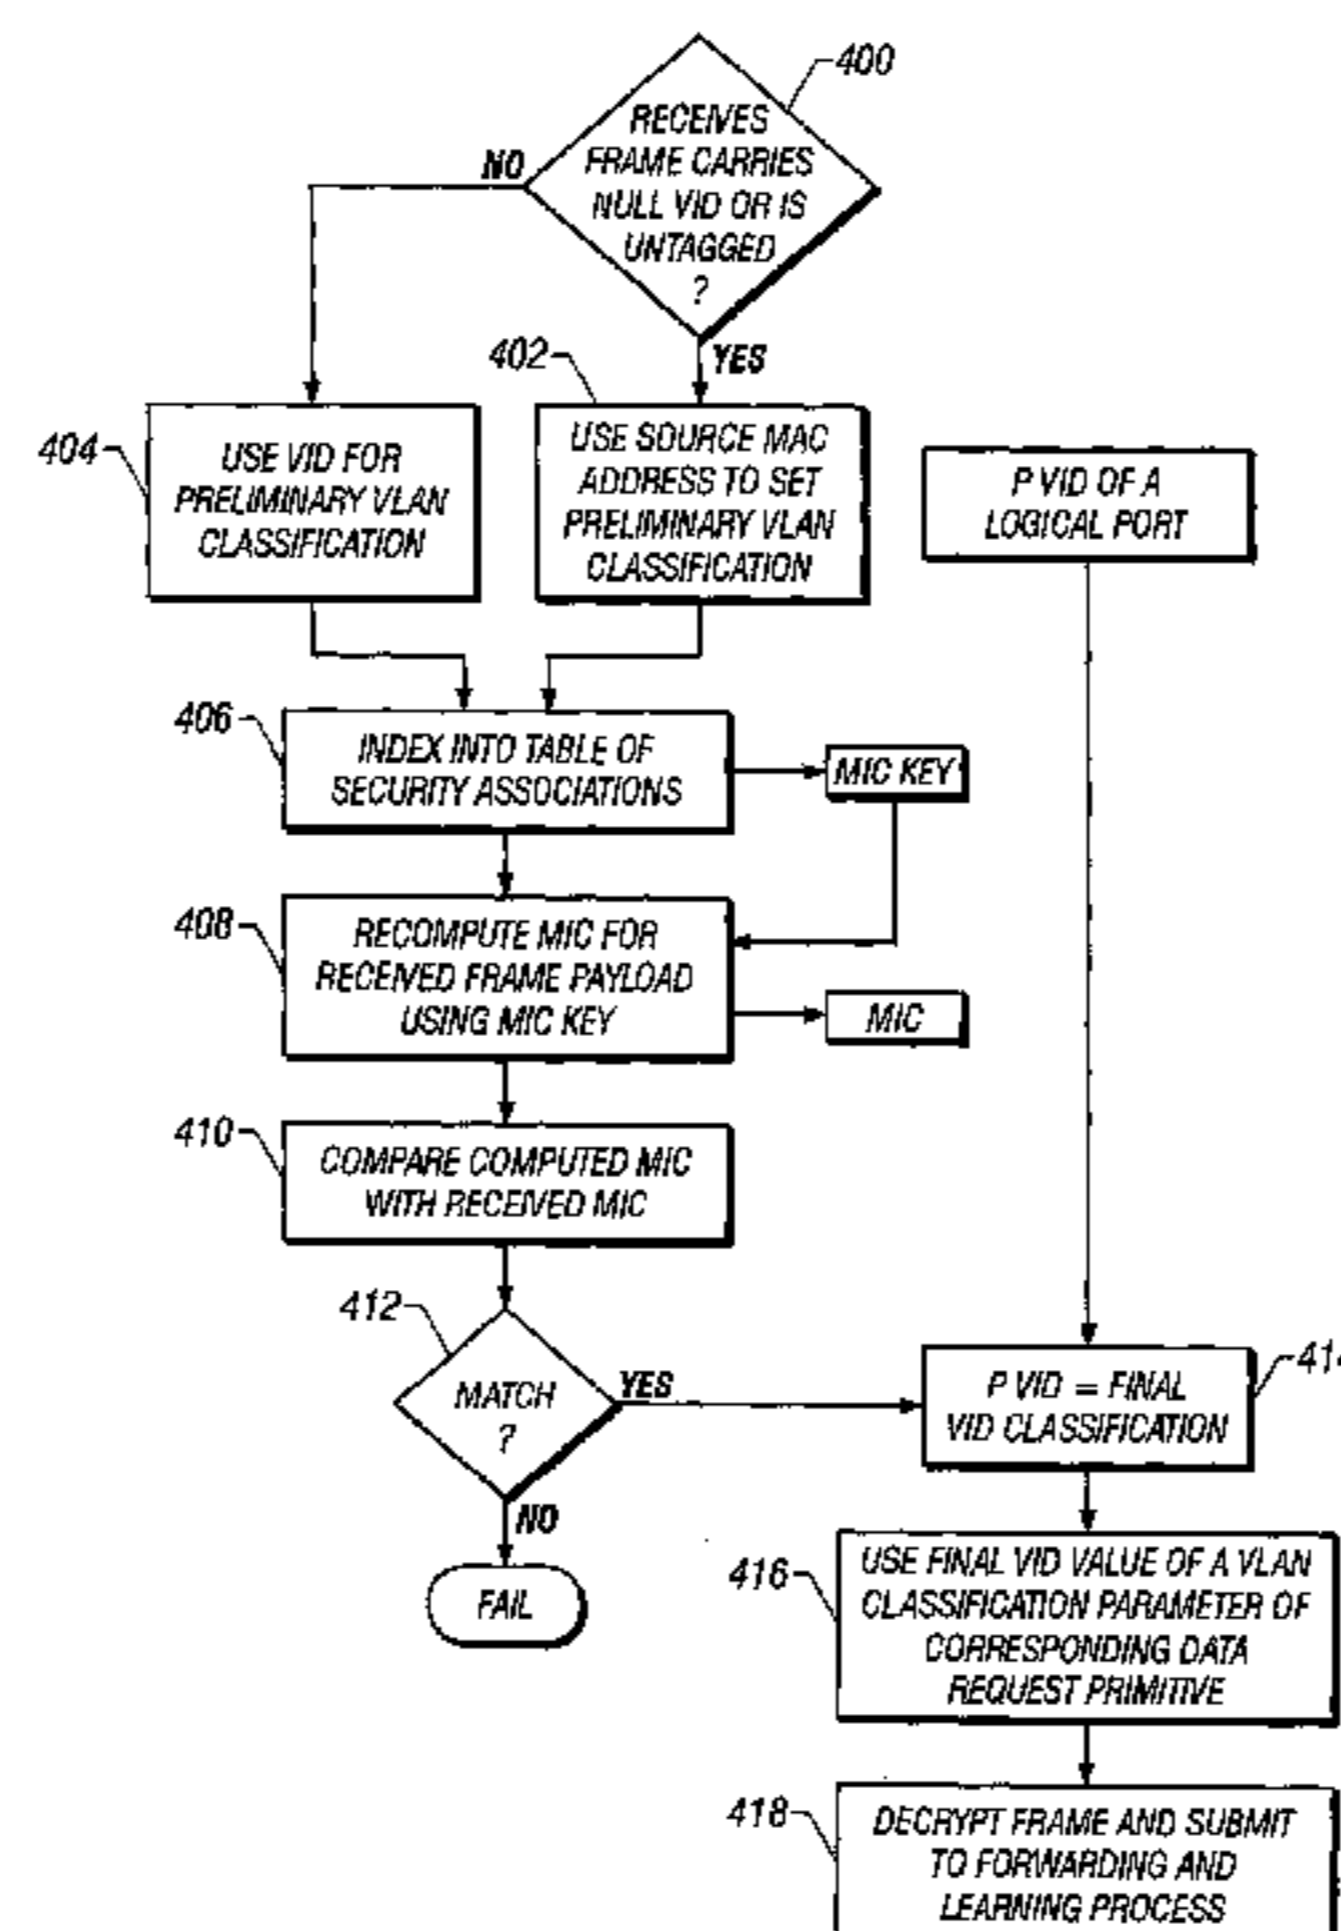 400
RECEIVES
FRAME CARRIES
NULL VID OR IS
UNTAGGED
?
NO
YES
402
404
USE VID FOR
PRELIMINARY VLAN
CLASSIFICATION
USE SOURCE MAC
ADDRESS TO SET
PRELIMINARY VLAN
CLASSIFICATION
P VID OF A
LOGICAL PORT
406
INDEX INTO TABLE OF
SECURITY ASSOCIATIONS
MIC KEY
408
RECOMPUTE MIC FOR
RECEIVED FRAME PAYLOAD
USING MIC KEY
MIC
410
COMPARE COMPUTED MIC
WITH RECEIVED MIC
412
MATCH
?
YES
NO
FAIL
P VID = FINAL
VID CLASSIFICATION
416
USE FINAL VID VALUE OF A VLAN
CLASSIFICATION PARAMETER OF
CORRESPONDING DATA
REQUEST PRIMITIVE
418
DECRYPT FRAME AND SUBMIT
TO FORWARDING AND
LEARNING PROCESS